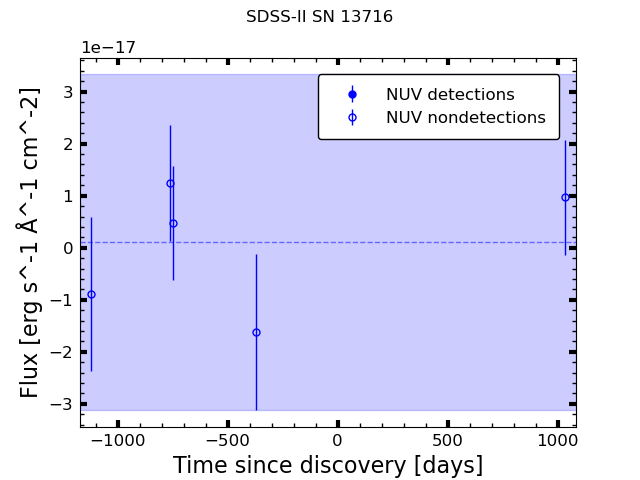 SDSS-II SN 13716
1e−17
NUV detections
NUV nondetections
3
2
1
0
−1
−2
−3
Flux [erg s^-1 Å^-1 cm^-2]
−1000
−500
0
500
1000
Time since discovery [days]